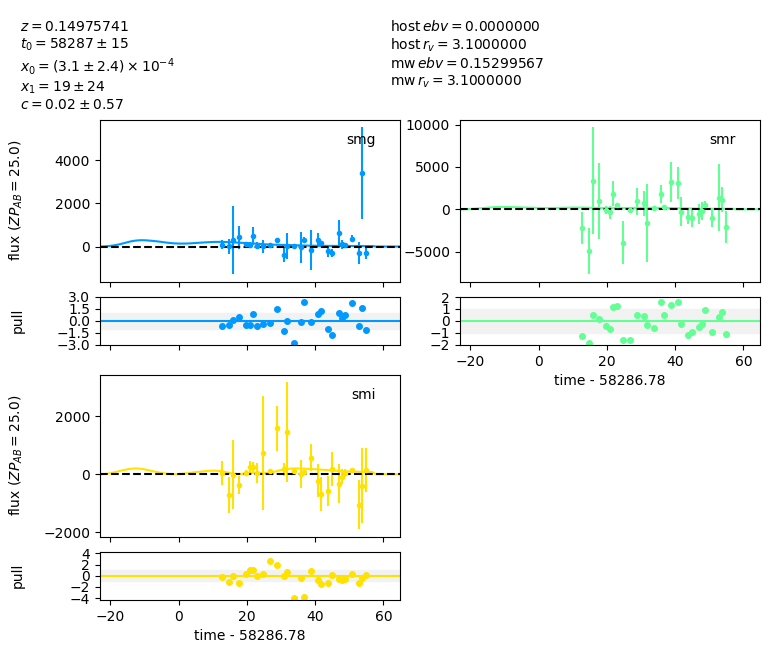 z = 0.14975741
t₀ = 58287 ± 15
x₀ = (3.1 ± 2.4) × 10⁻⁴
x₁ = 19 ± 24
c = 0.02 ± 0.57
host ebv = 0.0000000
host r_v = 3.1000000
mw ebv = 0.15299567
mw r_v = 3.1000000
smg
flux (ZP_AB = 25.0)
4000
2000
0
3.0
1.5
0.0
−1.5
−3.0
pull
smr
10000
5000
0
−5000
2
1
0
−1
−2
−20 0 20 40 60
time - 58286.78
smi
flux (ZP_AB = 25.0)
2000
0
−2000
4
2
0
−2
−4
pull
−20 0 20 40 60
time - 58286.78